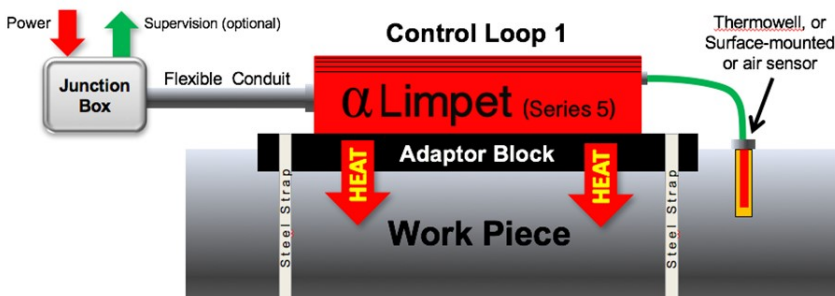 Power
Supervision (optional)
Junction
Box
Flexible Conduit
Control Loop 1
α Limpet (Series 5)
Thermowell, or
Surface-mounted
or air sensor
Adaptor Block
HEAT
HEAT
Steel Strap
Steel Strap
Work Piece